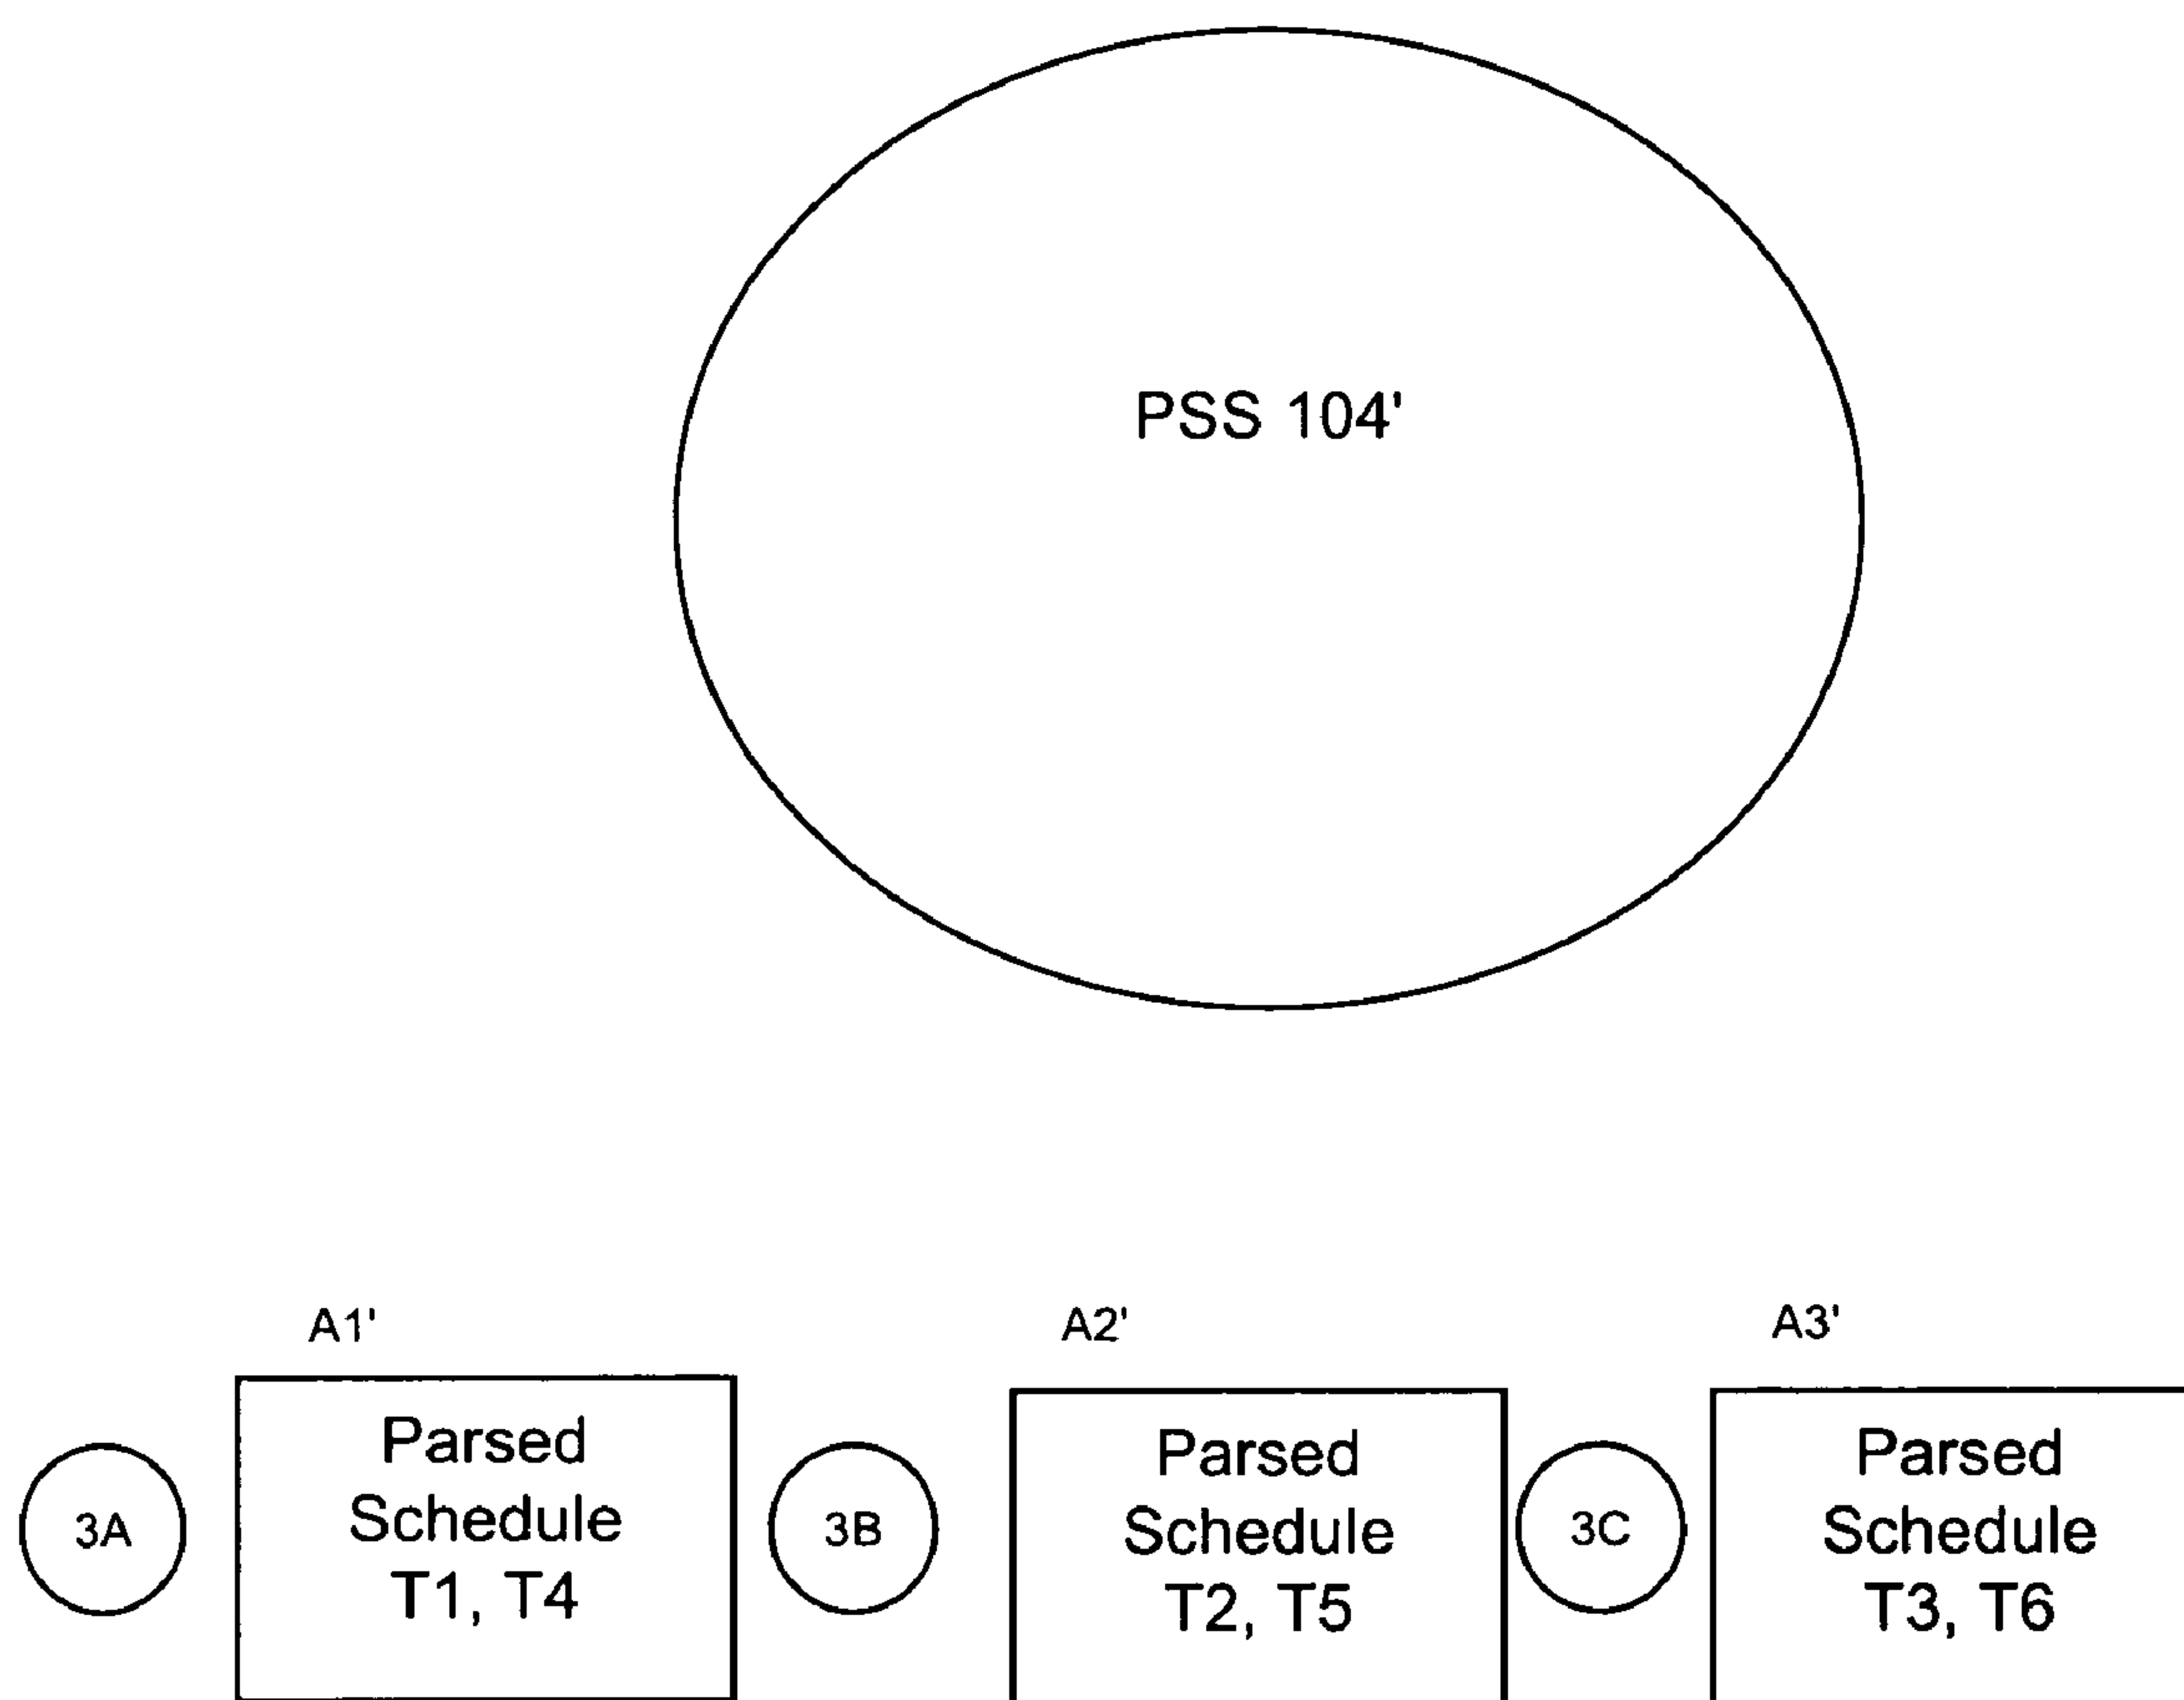 PSS 104'
A1'
A2'
A3'
3A
Parsed
Schedule
T1, T4
3B
Parsed
Schedule
T2, T5
3C
Parsed
Schedule
T3, T6